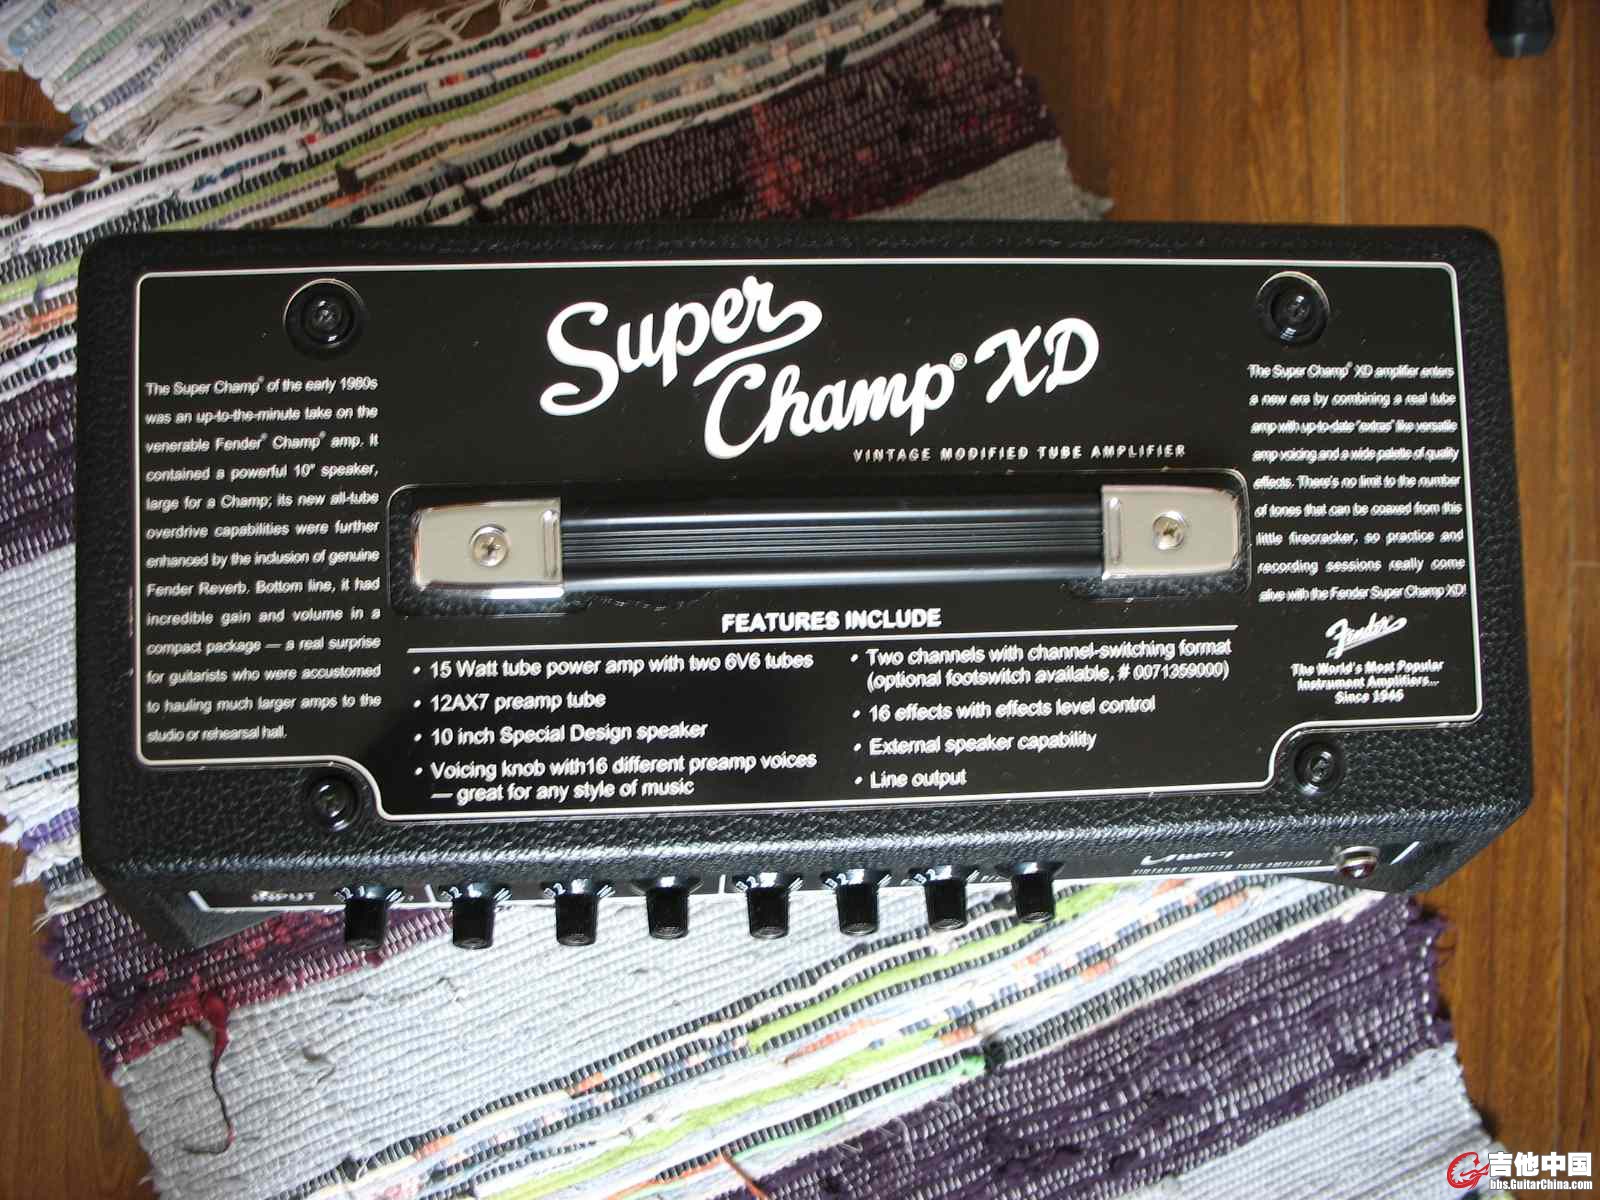 Super
Champ® XD
VINTAGE MODIFIED TUBE AMPLIFIER
The Super Champ® of the early 1980s
was an up-to-the-minute take on the
venerable Fender® Champ® amp. It
contained a powerful 10" speaker,
large for a Champ; its new all-tube
overdrive capabilities were further
enhanced by the inclusion of genuine
Fender Reverb. Bottom line, it had
incredible gain and volume in a
compact package — a real surprise
for guitarists who were accustomed
to hauling much larger amps to the
studio or rehearsal hall.
The Super Champ® XD amplifier enters
a new era by combining a real tube
amp with up-to-date "extras" like versatile
amp voicing and a wide palette of quality
effects. There's no limit to the number
of tones that can be coaxed from this
little firecracker, so practice and
recording sessions really come
alive with the Fender Super Champ XD!
Fender
The World's Most Popular
Instrument Amplifiers...
Since 1946
FEATURES INCLUDE
• 15 Watt tube power amp with two 6V6 tubes
• 12AX7 preamp tube
• 10 inch Special Design speaker
• Voicing knob with16 different preamp voices
— great for any style of music
• Two channels with channel-switching format
(optional footswitch available, # 0071359000)
• 16 effects with effects level control
• External speaker capability
• Line output
INPUT
VINTAGE MODIFIED TUBE AMPLIFIER
吉他中国
bbs.GuitarChina.com